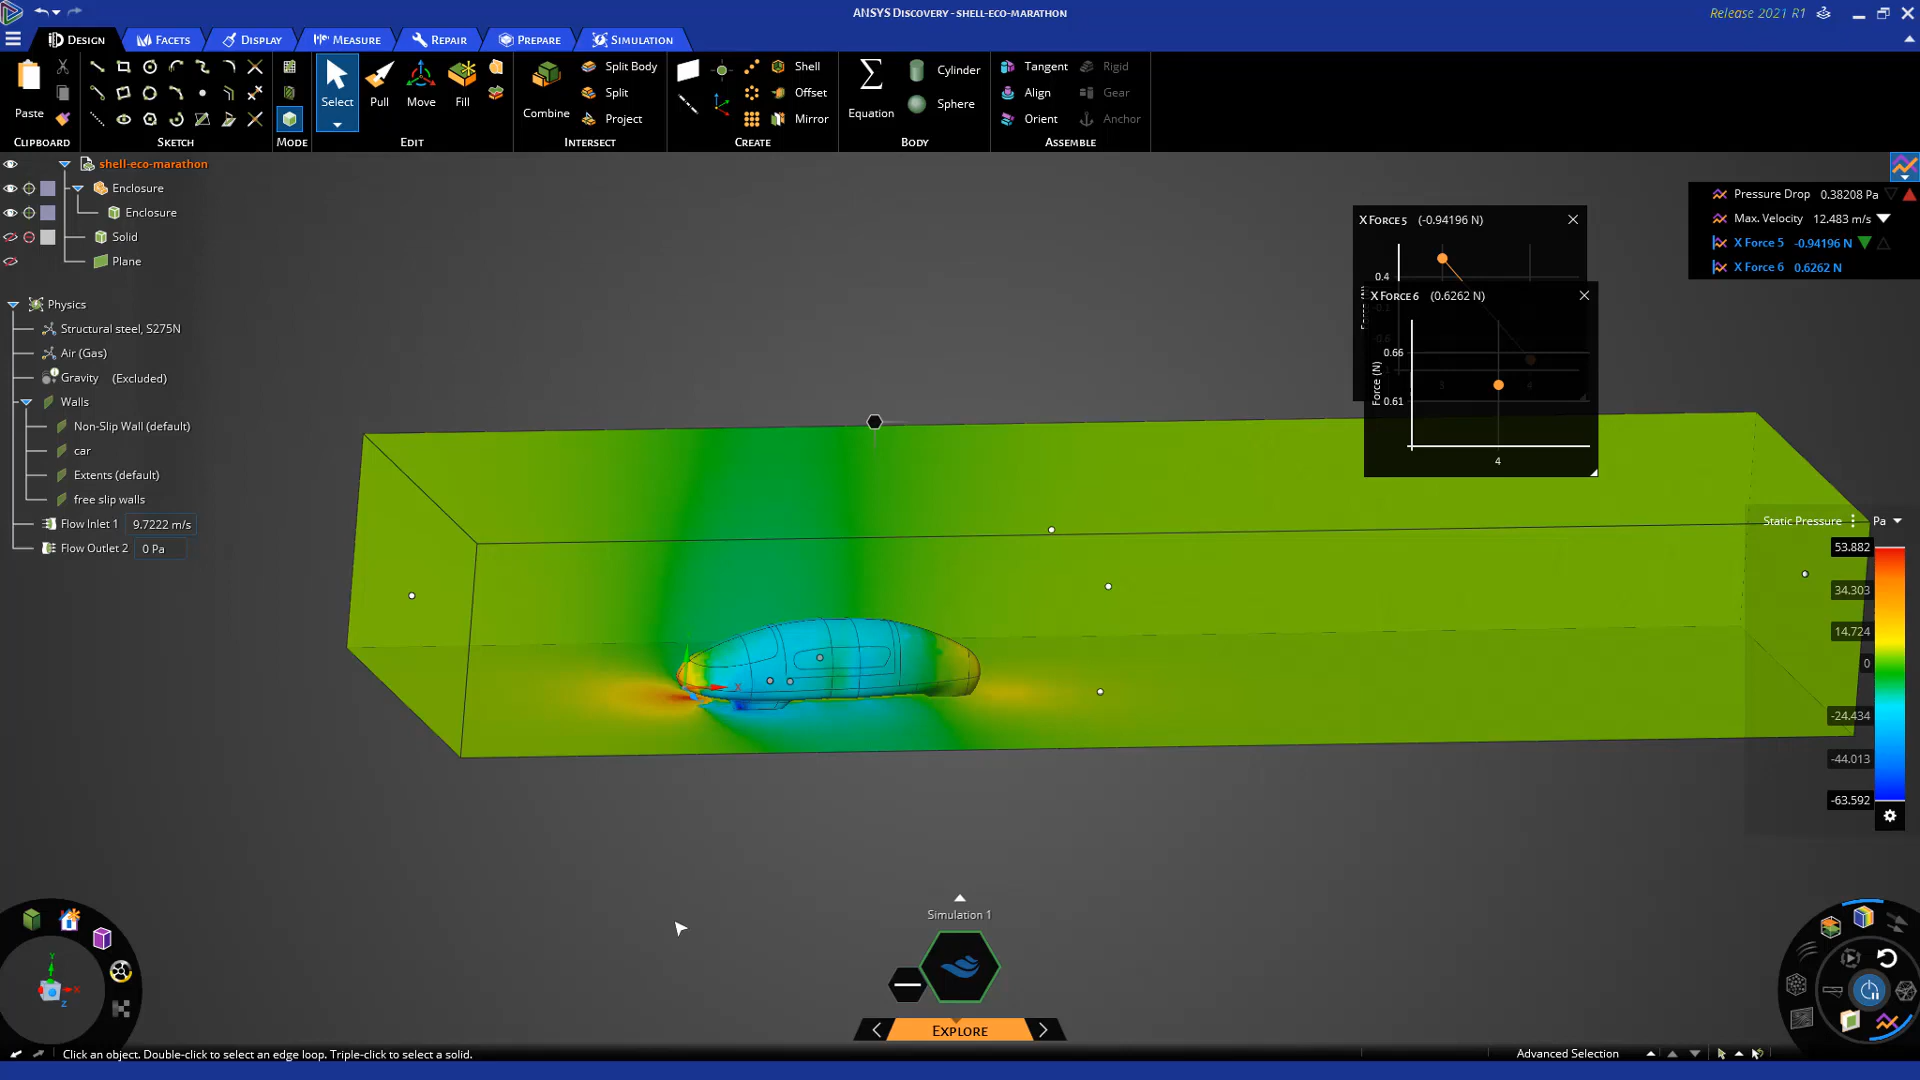 ANSYS Discovery - shell-eco-marathon
Release 2021 R1
Design
Facets
Display
Measure
Repair
Prepare
Simulation
Paste
Clipboard
Sketch
Mode
Select
Pull
Move
Fill
Edit
Combine
Split Body
Split
Project
Intersect
Shell
Offset
Mirror
Create
Equation
Cylinder
Sphere
Body
Tangent
Align
Orient
Rigid
Gear
Anchor
Assemble
shell-eco-marathon
Enclosure
Enclosure
Solid
Plane
Physics
Structural steel, S275N
Air (Gas)
Gravity (Excluded)
Walls
Non-Slip Wall (default)
car
Extents (default)
free slip walls
Flow Inlet 1 9.7222 m/s
Flow Outlet 2 0 Pa
Pressure Drop 0.38208 Pa
Max. Velocity 12.483 m/s
X Force 5 -0.94196 N
X Force 6 0.6262 N
X Force 5 (-0.94196 N)
0.4
X Force 6 (0.6262 N)
0.66
0.61
Force (N)
4
Static Pressure Pa
53.882
34.303
14.724
0
-24.434
-44.013
-63.592
X
Y
X
Z
Simulation 1
Explore
Click an object. Double-click to select an edge loop. Triple-click to select a solid.
Advanced Selection